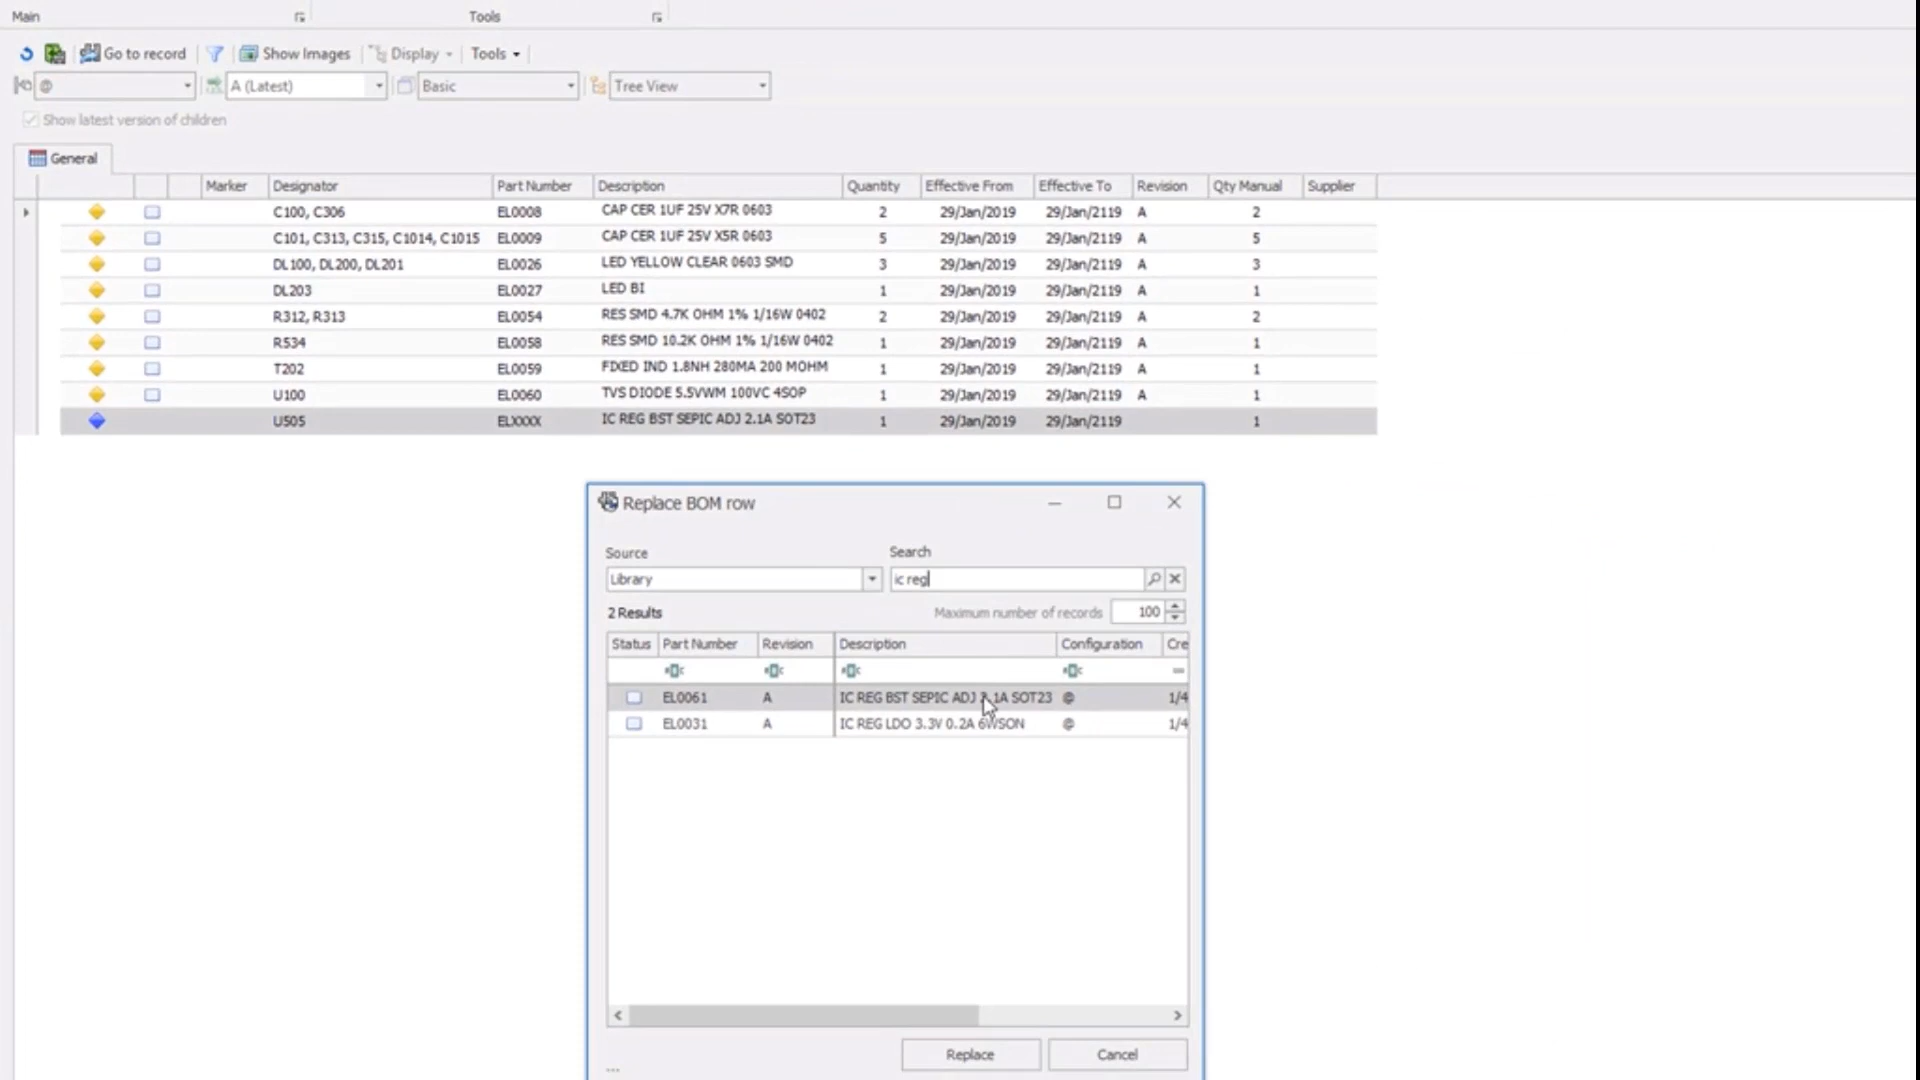 Main Tools
Go to record Show Images Display Tools
@ A (Latest) Basic Tree View
Show latest version of children
General
Marker Designator Part Number Description Quantity Effective From Effective To Revision Qty Manual Supplier
C100, C306 EL0008 CAP CER 1UF 25V X7R 0603 2 29/Jan/2019 29/Jan/2119 A 2
C101, C313, C315, C1014, C1015 EL0009 CAP CER 1UF 25V X5R 0603 5 29/Jan/2019 29/Jan/2119 A 5
DL100, DL200, DL201 EL0026 LED YELLOW CLEAR 0603 SMD 3 29/Jan/2019 29/Jan/2119 A 3
DL203 EL0027 LED BI 1 29/Jan/2019 29/Jan/2119 A 1
R312, R313 EL0054 RES SMD 4.7K OHM 1% 1/16W 0402 2 29/Jan/2019 29/Jan/2119 A 2
R534 EL0058 RES SMD 10.2K OHM 1% 1/16W 0402 1 29/Jan/2019 29/Jan/2119 A 1
T202 EL0059 FIXED IND 1.8NH 280MA 200 MOHM 1 29/Jan/2019 29/Jan/2119 A 1
U100 EL0060 TVS DIODE 5.5VWM 100VC 4SOP 1 29/Jan/2019 29/Jan/2119 A 1
U505 ELXXXX IC REG BST SEPIC ADJ 2.1A SOT23 1 29/Jan/2019 29/Jan/2119 1
Replace BOM row
Source Search
Library ic reg
2 Results Maximum number of records 100
Status Part Number Revision Description Configuration Cre
EL0061 A IC REG BST SEPIC ADJ 2.1A SOT23 @ 1/4
EL0031 A IC REG LDO 3.3V 0.2A 6WSON @ 1/4
... Replace Cancel